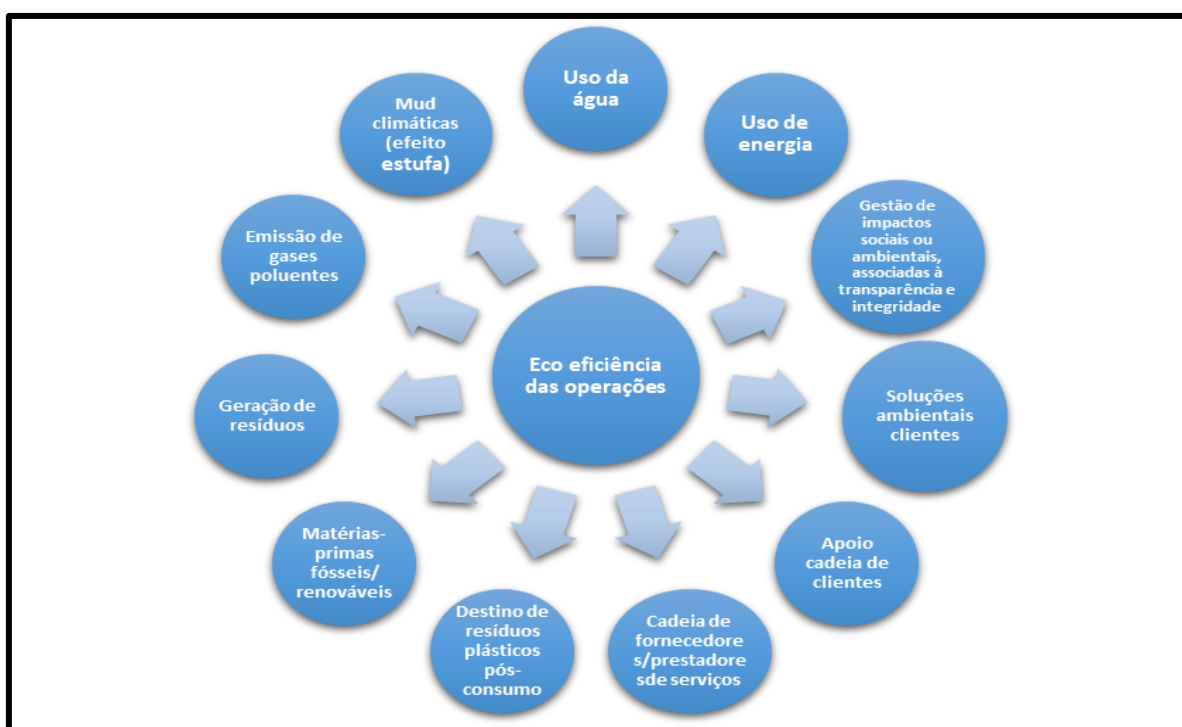 Uso da
água
Uso de
energia
Gestão de
impactos
sociais ou
ambientais,
associadas à
transparência e
integridade
Soluções
ambientais
clientes
Apoio
cadeia de
clientes
Cadeia de
fornecedore
s/prestadore
sde serviços
Destino de
resíduos
plásticos
pós-
consumo
Matérias-
primas
fósseis/
renováveis
Geração de
resíduos
Emissão de
gases
poluentes
Mud
climáticas
(efeito
estufa)
Eco eficiência
das operações